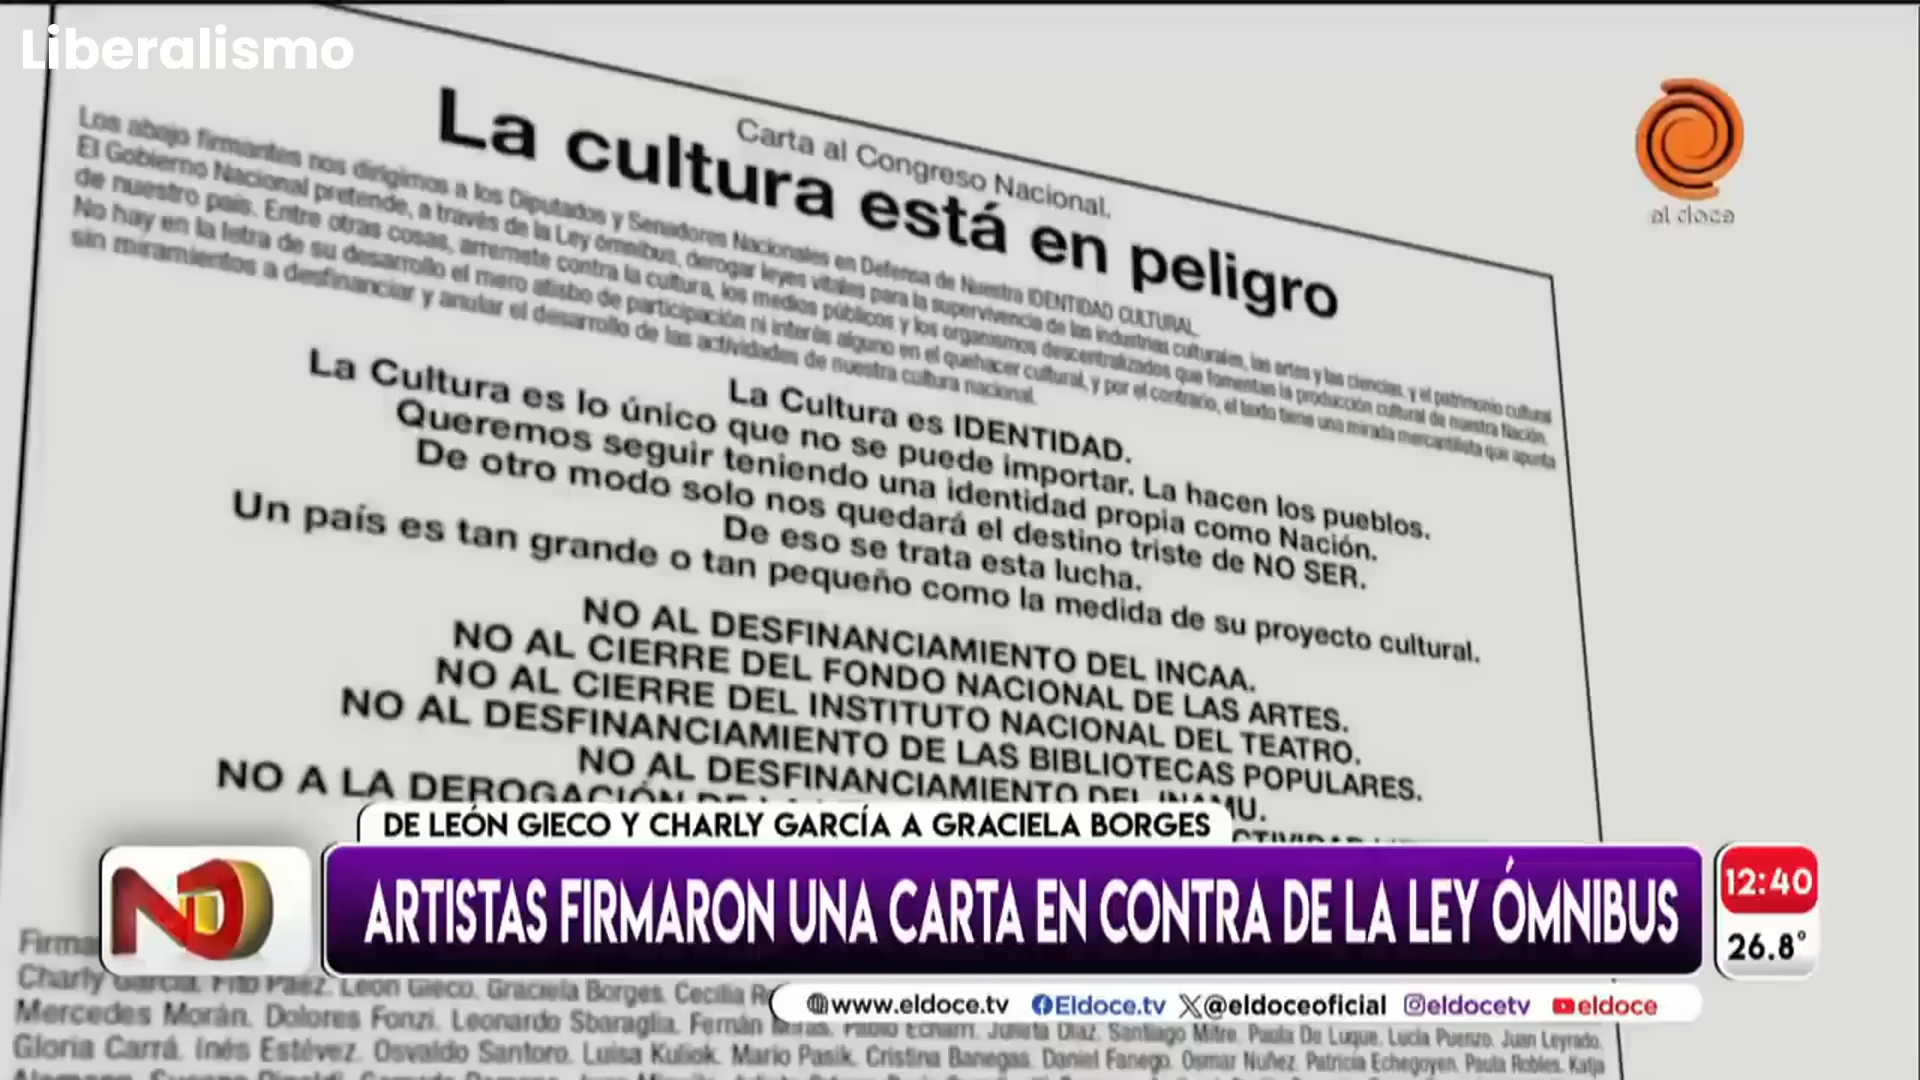 Liberalismo
al doce
Carta al Congreso Nacional.
La cultura está en peligro
Los abajo firmantes nos dirigimos a los Diputados y Senadores Nacionales en Defensa de Nuestra IDENTIDAD CULTURAL.
El Gobierno Nacional pretende, a través de la Ley ómnibus, derogar leyes vitales para la supervivencia de las industrias culturales, las artes y las ciencias, y el patrimonio cultural
de nuestro país. Entre otras cosas, arremete contra la cultura, los medios públicos y los organismos descentralizados que fomentan la producción cultural de nuestra Nación.
No hay en la letra de su desarrollo el mero atisbo de participación ni interés alguno en el quehacer cultural, y por el contrario, el texto tiene una mirada mercantilista que apunta
sin miramientos a desfinanciar y anular el desarrollo de las actividades de nuestra cultura nacional.
La Cultura es IDENTIDAD.
La Cultura es lo único que no se puede importar. La hacen los pueblos.
Queremos seguir teniendo una identidad propia como Nación.
De otro modo solo nos quedará el destino triste de NO SER.
De eso se trata esta lucha.
Un país es tan grande o tan pequeño como la medida de su proyecto cultural.
NO AL DESFINANCIAMIENTO DEL INCAA.
NO AL CIERRE DEL FONDO NACIONAL DE LAS ARTES.
NO AL CIERRE DEL INSTITUTO NACIONAL DEL TEATRO.
NO AL DESFINANCIAMIENTO DE LAS BIBLIOTECAS POPULARES.
NO AL DESFINANCIAMIENTO DEL INAMU.
NO A LA DEROGACIÓN DE LA
DE LEÓN GIECO Y CHARLY GARCÍA A GRACIELA BORGES
ND
ARTISTAS FIRMARON UNA CARTA EN CONTRA DE LA LEY ÓMNIBUS
12:40
26.8°
Charly García. Fito Páez. León Gieco. Graciela Borges. Cecilia
www.eldoce.tv Eldoce.tv @eldoceoficial eldocetv eldoce
Mercedes Morán. Dolores Fonzi. Leonardo Sbaraglia. Fernán Mirás. Pablo Echarri. Julieta Díaz. Santiago Mitre. Paula De Luque. Lucía Puenzo. Juan Leyrado.
Gloria Carrá. Inés Estévez. Osvaldo Santoro. Luisa Kuliok. Mario Pasik. Cristina Banegas. Daniel Fanego. Osmar Nuñez. Patricia Echegoyen. Paula Robles. Katja